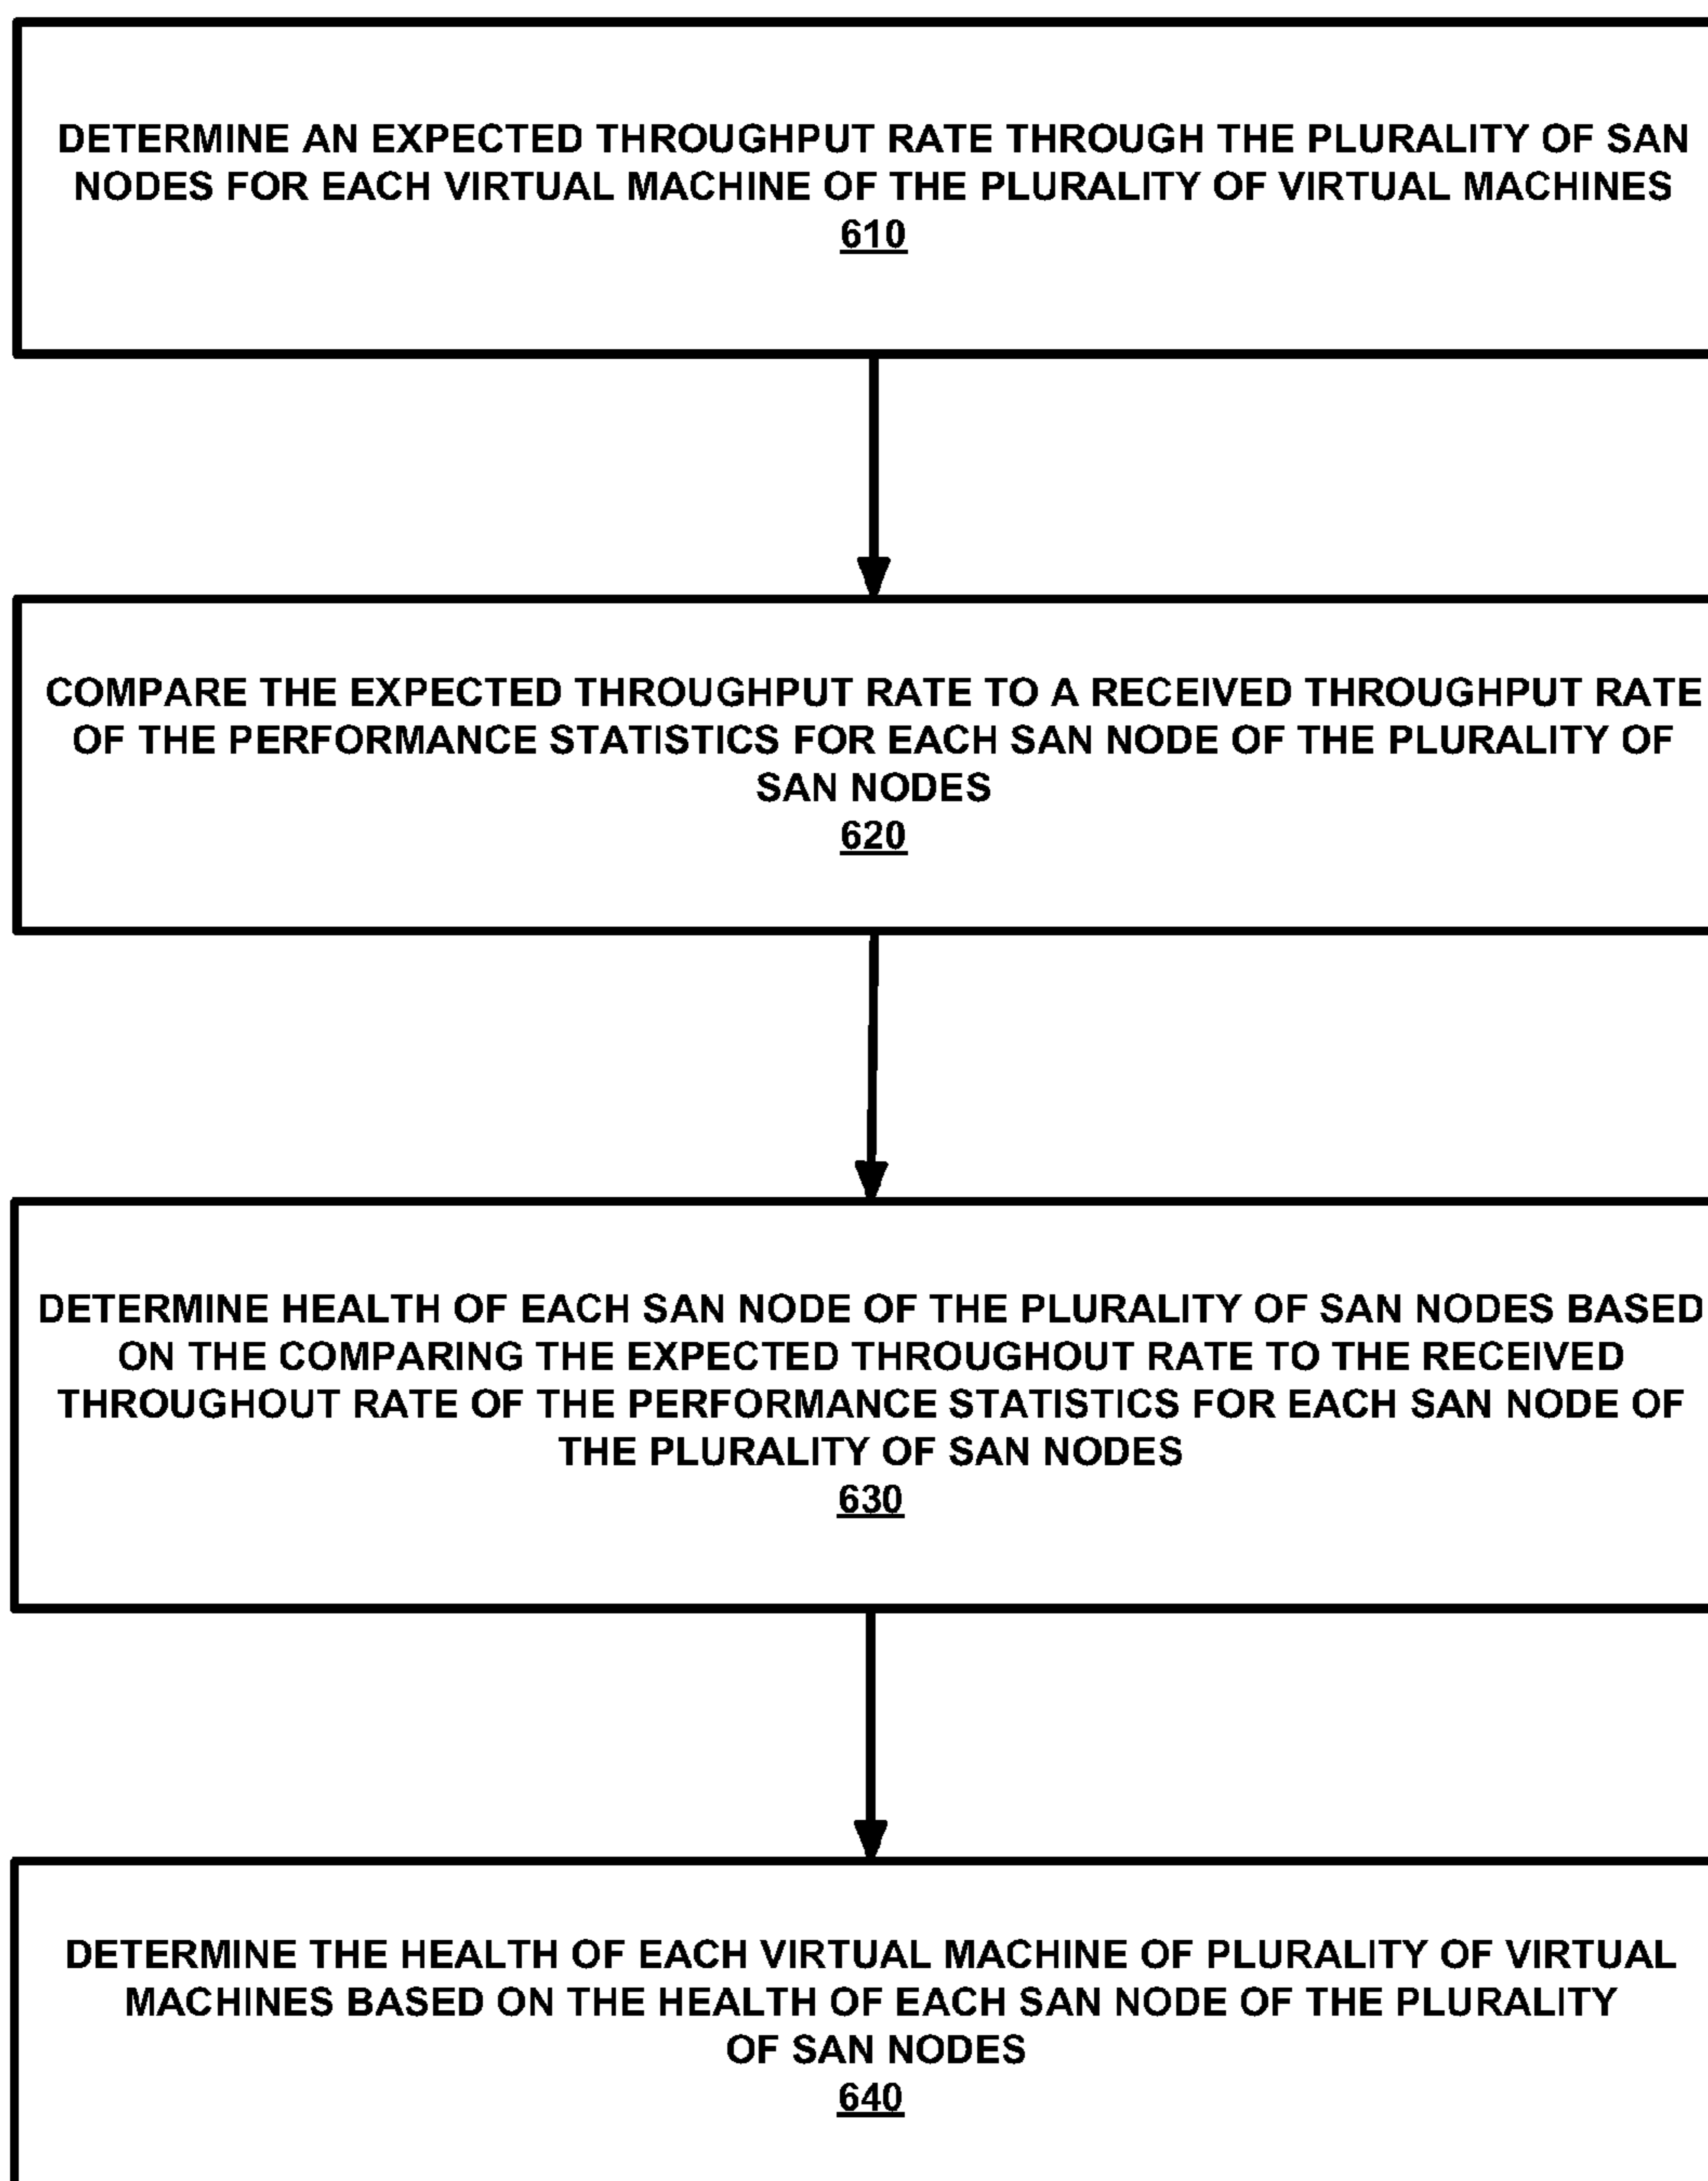 DETERMINE AN EXPECTED THROUGHPUT RATE THROUGH THE PLURALITY OF SAN
NODES FOR EACH VIRTUAL MACHINE OF THE PLURALITY OF VIRTUAL MACHINES
610
COMPARE THE EXPECTED THROUGHPUT RATE TO A RECEIVED THROUGHPUT RATE
OF THE PERFORMANCE STATISTICS FOR EACH SAN NODE OF THE PLURALITY OF
SAN NODES
620
DETERMINE HEALTH OF EACH SAN NODE OF THE PLURALITY OF SAN NODES BASED
ON THE COMPARING THE EXPECTED THROUGHOUT RATE TO THE RECEIVED
THROUGHOUT RATE OF THE PERFORMANCE STATISTICS FOR EACH SAN NODE OF
THE PLURALITY OF SAN NODES
630
DETERMINE THE HEALTH OF EACH VIRTUAL MACHINE OF PLURALITY OF VIRTUAL
MACHINES BASED ON THE HEALTH OF EACH SAN NODE OF THE PLURALITY
OF SAN NODES
640